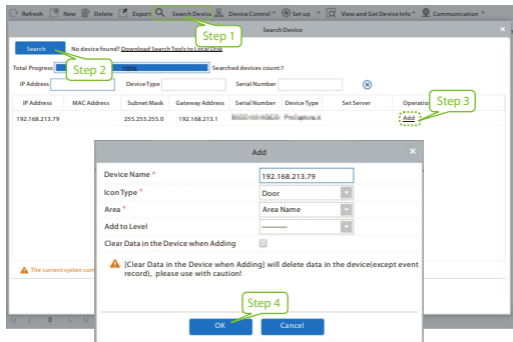 Refresh New Delete Export Search Device Device Control Set up View and Get Device Info Communication
Step 1
Search Device
Search No device found? Download Search Tools to Local Disk
Step 2
Total Progress 100% Searched devices count:1
IP Address Device Type Serial Number
IP Address MAC Address Subnet Mask Gateway Address Serial Number Device Type Set Server Operatio
Step 3
192.168.213.79 255.255.255.0 192.168.213.1 Add
Add
Device Name * 192.168.213.79
Icon Type * Door
Area * Area Name
Add to Level ---------
Clear Data in the Device when Adding
[Clear Data in the Device when Adding] will delete data in the device(except event
record), please use with caution!
The current system com
Step 4
OK Cancel